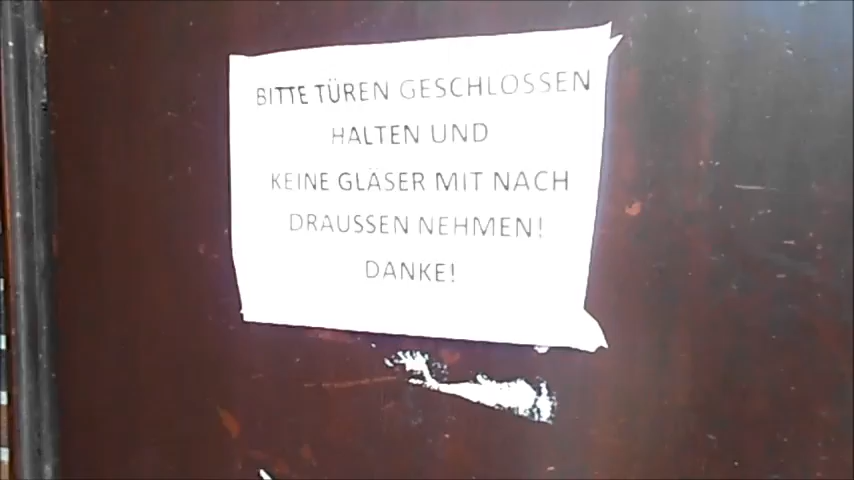 BITTE TÜREN GESCHLOSSEN
HALTEN UND
KEINE GLÄSER MIT NACH
DRAUSSEN NEHMEN!
DANKE!